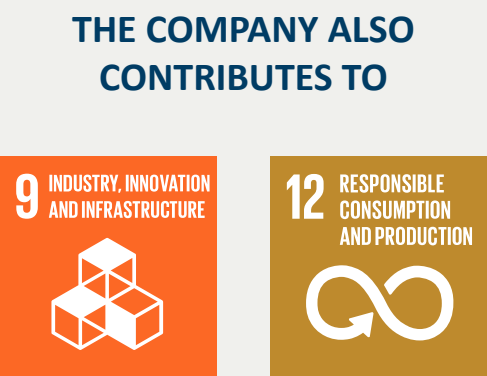 THE COMPANY ALSO
CONTRIBUTES TO
9 INDUSTRY, INNOVATION
AND INFRASTRUCTURE
12 RESPONSIBLE
CONSUMPTION
AND PRODUCTION